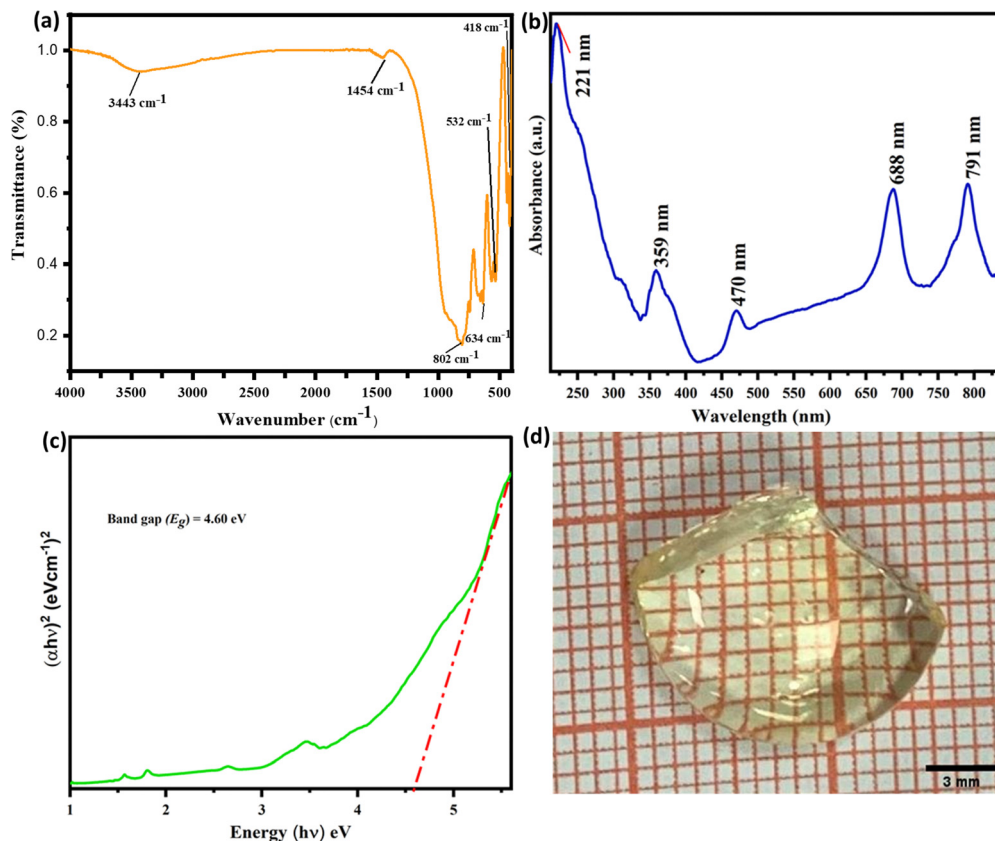 (a)
418 cm⁻¹
1.0
3443 cm⁻¹
1454 cm⁻¹
532 cm⁻¹
0.8
0.6
0.4
0.2
634 cm⁻¹
802 cm⁻¹
Transmittance (%)
4000 3500 3000 2500 2000 1500 1000 500
Wavenumber (cm⁻¹)
(b)
221 nm
359 nm
470 nm
688 nm
791 nm
Absorbance (a.u.)
250 300 350 400 450 500 550 600 650 700 750 800
Wavelength (nm)
(c)
Band gap (Eg) = 4.60 eV
(αhν)² (eVcm⁻¹)²
1 2 3 4 5
Energy (hν) eV
(d)
3 mm